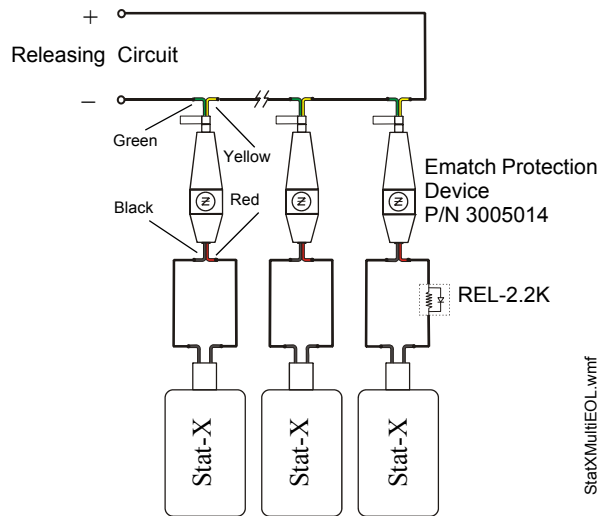 +
Releasing Circuit
−
Green
Yellow
Ematch Protection
Device
P/N 3005014
Black
Red
Z
Z
Z
REL-2.2K
Stat-X
Stat-X
Stat-X
StatXMultiEOL.wmf